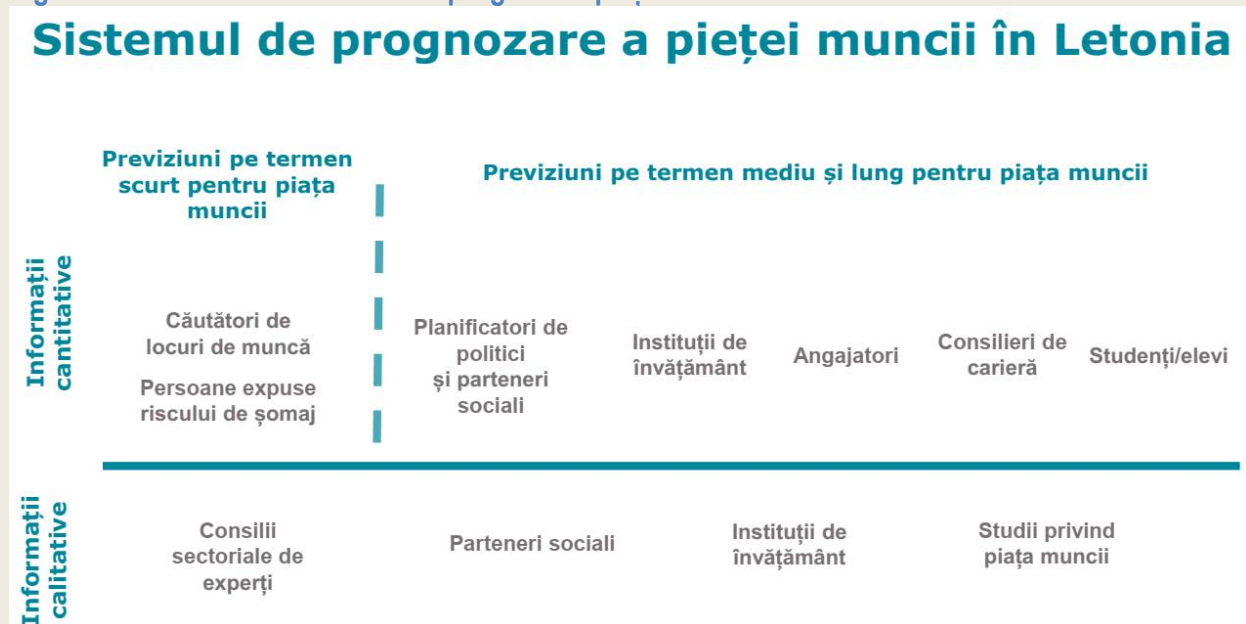 Sistemul de prognozare a pieței muncii în Letonia
Previziuni pe termen
scurt pentru piața
muncii
Previziuni pe termen mediu și lung pentru piața muncii
Informații
cantitative
Căutători de
locuri de muncă
Persoane expuse
riscului de șomaj
Planificatori de
politici
și parteneri
sociali
Instituții de
învățământ
Angajatori
Consilieri de
carieră
Studenți/elevi
Informații
calitative
Consilii
sectoriale de
experți
Parteneri sociali
Instituții de
învățământ
Studii privind
piața muncii